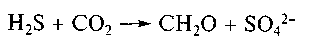 H₂S + CO₂ ⟶ CH₂O + SO₄²⁻